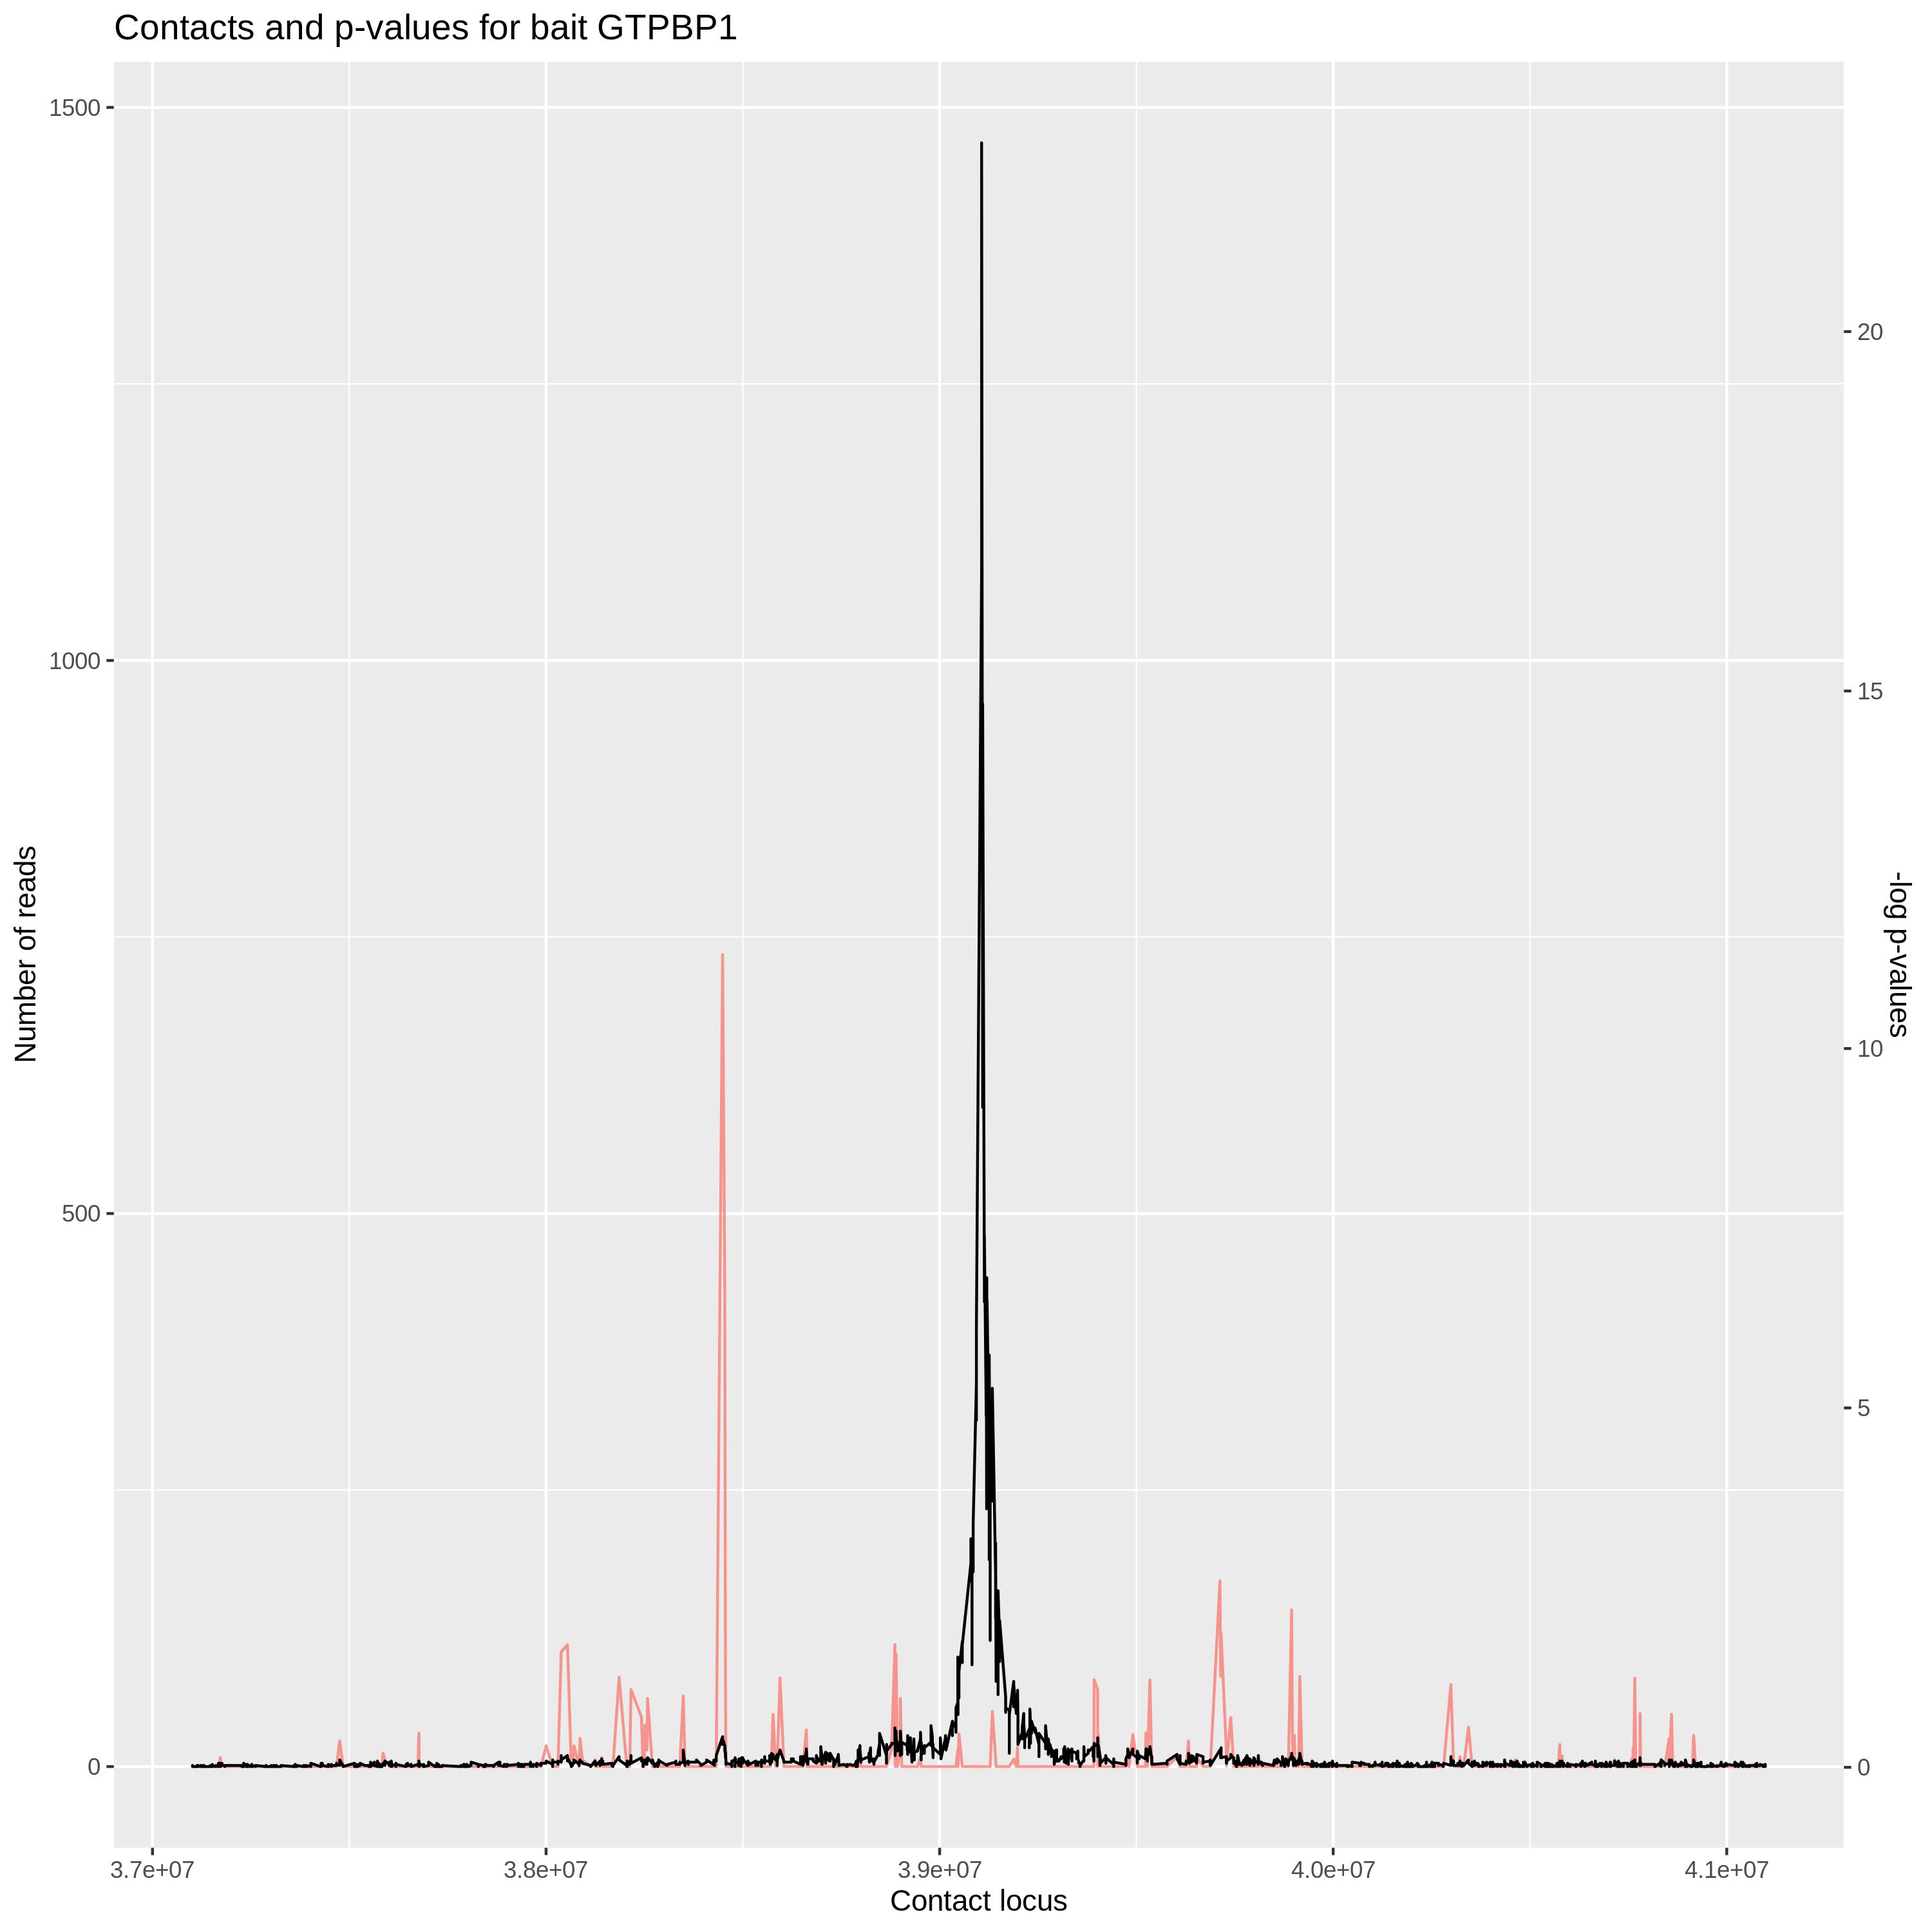 Contacts and p-values for bait GTPBP1
1500
1000
500
0
Number of reads
20
15
10
5
0
-log p-values
3.7e+07
3.8e+07
3.9e+07
4.0e+07
4.1e+07
Contact locus